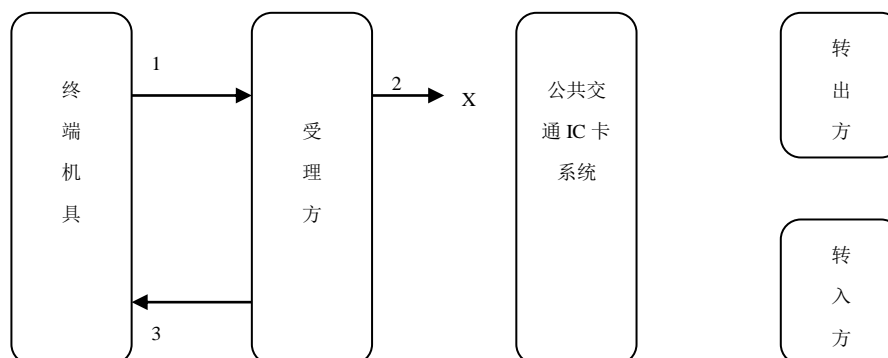 终
端
机
具
1
3
受
理
方
2
X
公共交
通 IC 卡
系统
转
出
方
转
入
方